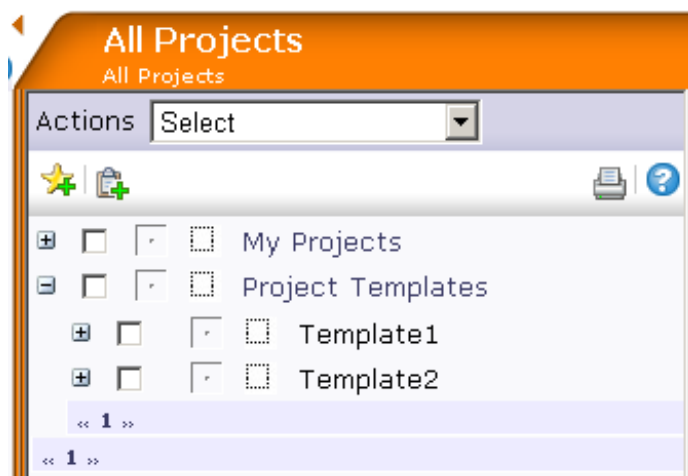 All Projects
All Projects
Actions Select
My Projects
Project Templates
Template1
Template2
« 1 »
« 1 »